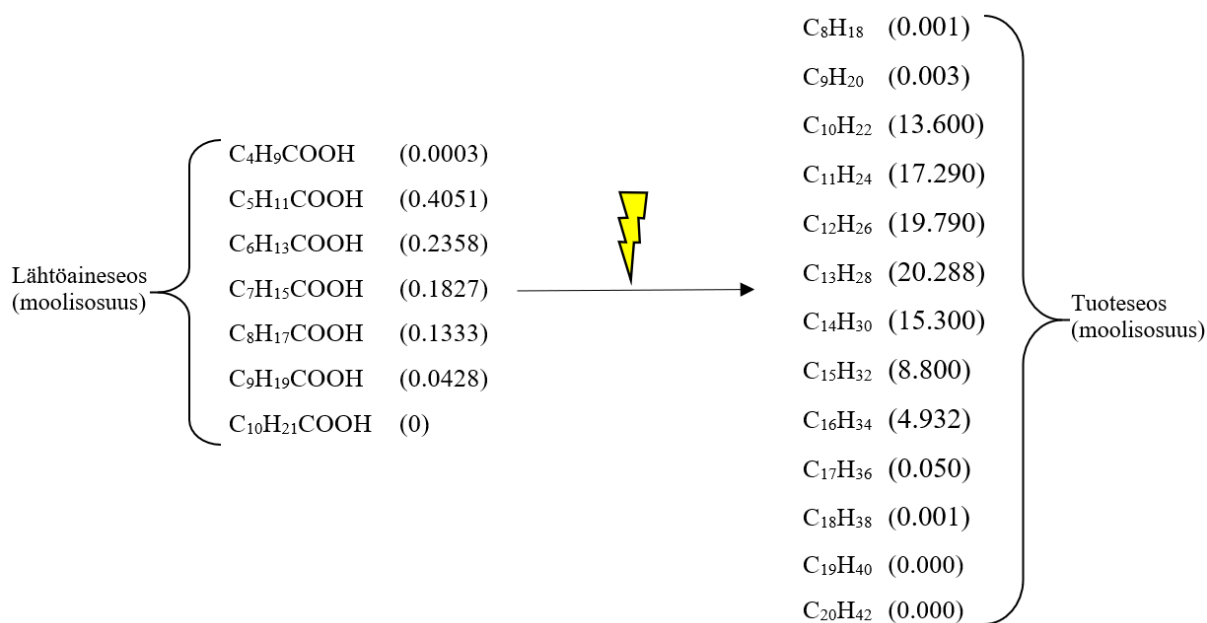 Lähtöaineseos
(moolisosuus)
C₄H₉COOH (0.0003)
C₅H₁₁COOH (0.4051)
C₆H₁₃COOH (0.2358)
C₇H₁₅COOH (0.1827)
C₈H₁₇COOH (0.1333)
C₉H₁₉COOH (0.0428)
C₁₀H₂₁COOH (0)
C₈H₁₈ (0.001)
C₉H₂₀ (0.003)
C₁₀H₂₂ (13.600)
C₁₁H₂₄ (17.290)
C₁₂H₂₆ (19.790)
C₁₃H₂₈ (20.288)
C₁₄H₃₀ (15.300)
C₁₅H₃₂ (8.800)
C₁₆H₃₄ (4.932)
C₁₇H₃₆ (0.050)
C₁₈H₃₈ (0.001)
C₁₉H₄₀ (0.000)
C₂₀H₄₂ (0.000)
Tuoteseos
(moolisosuus)